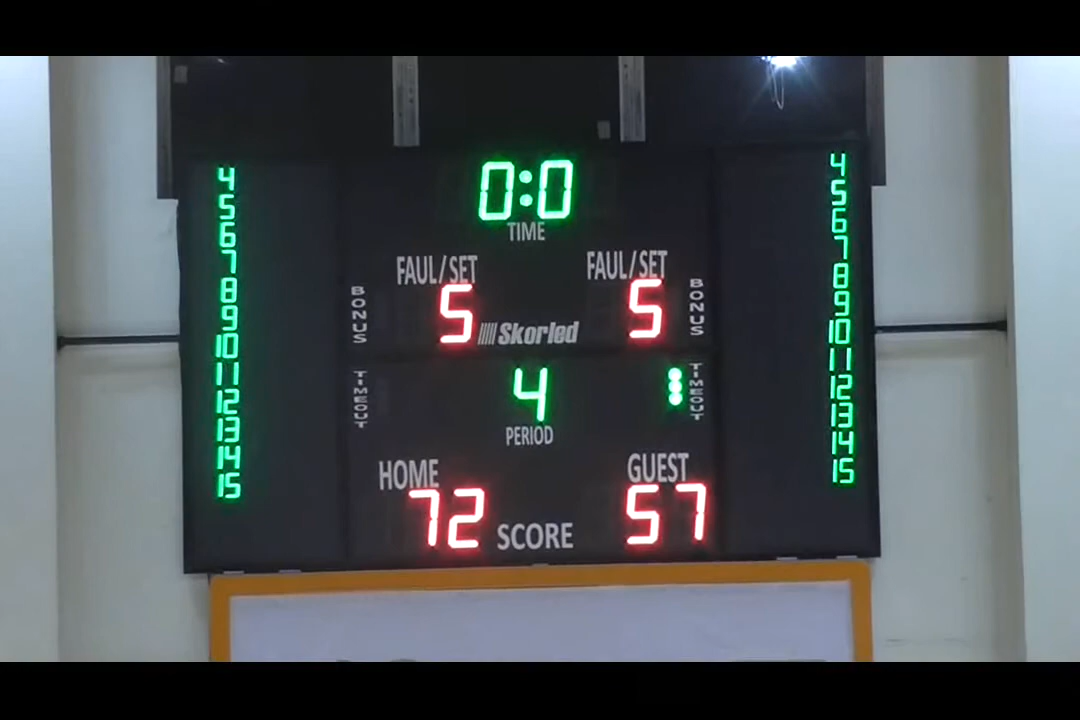 0:0
TIME
FAUL/SET FAUL/SET
BONUS 5 Skorled 5 BONUS
TIMEOUT 4 TIMEOUT
PERIOD
HOME GUEST
72 SCORE 57
4 4
5 5
6 6
7 7
8 8
9 9
10 10
11 11
12 12
13 13
14 14
15 15